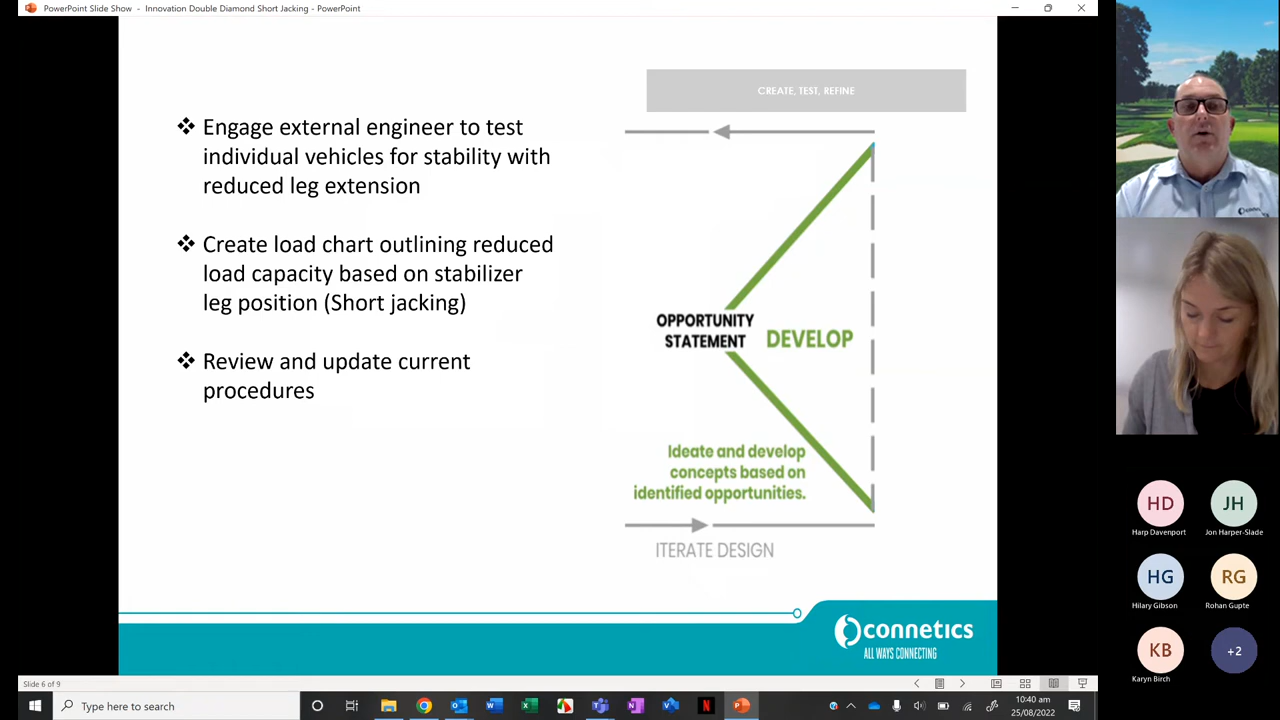 PowerPoint Slide Show - Innovation Double Diamond Short Jacking - PowerPoint
CREATE, TEST, REFINE
❖ Engage external engineer to test
individual vehicles for stability with
reduced leg extension
❖ Create load chart outlining reduced
load capacity based on stabilizer
leg position (Short jacking)
❖ Review and update current
procedures
OPPORTUNITY
STATEMENT
DEVELOP
Ideate and develop
concepts based on
identified opportunities.
ITERATE DESIGN
connetics
ALL WAYS CONNECTING
connetics
HD
Harp Davenport
JH
Jon Harper-Slade
HG
Hilary Gibson
RG
Rohan Gupte
KB
Karyn Birch
+2
Slide 6 of 9
Type here to search
10:40 am
25/08/2022